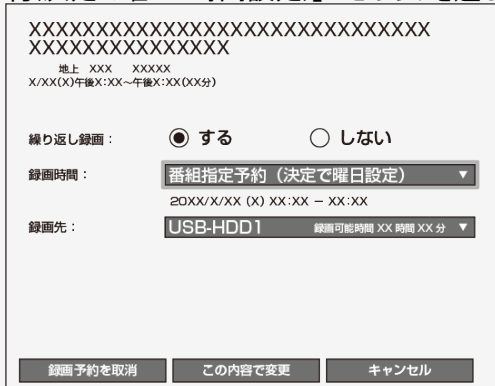 XXXXXXXXXXXXXXXXXXXXXXXXXXXXXXXXX
XXXXXXXXXXXXXXXX
地上 XXX XXXXX
X/XX(X)午後X:XX～午後X:XX(XX分)
繰り返し録画： する しない
録画時間： 番組指定予約（決定で曜日設定） ▼
20XX/X/XX (X) XX:XX － XX:XX
録画先： USB-HDD1 録画可能時間 XX 時間 XX 分 ▼
録画予約を取消 この内容で変更 キャンセル